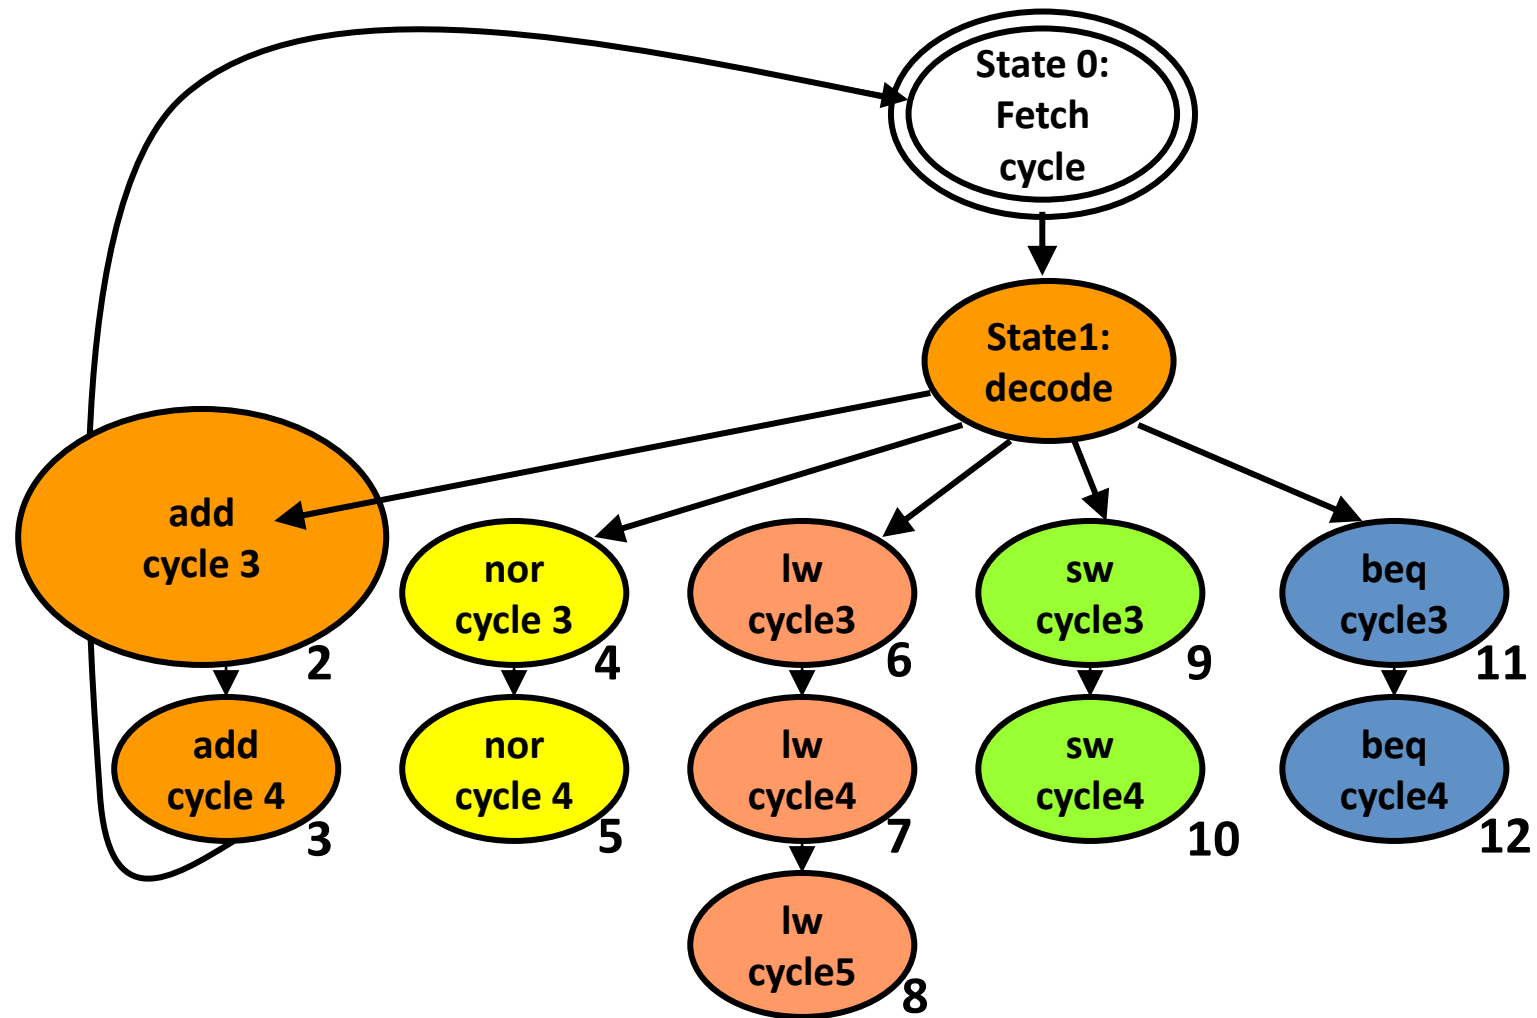 State 0:
Fetch
cycle
State1:
decode
add
cycle 3
2
nor
cycle 3
4
lw
cycle3
6
sw
cycle3
9
beq
cycle3
11
add
cycle 4
3
nor
cycle 4
5
lw
cycle4
7
sw
cycle4
10
beq
cycle4
12
lw
cycle5
8